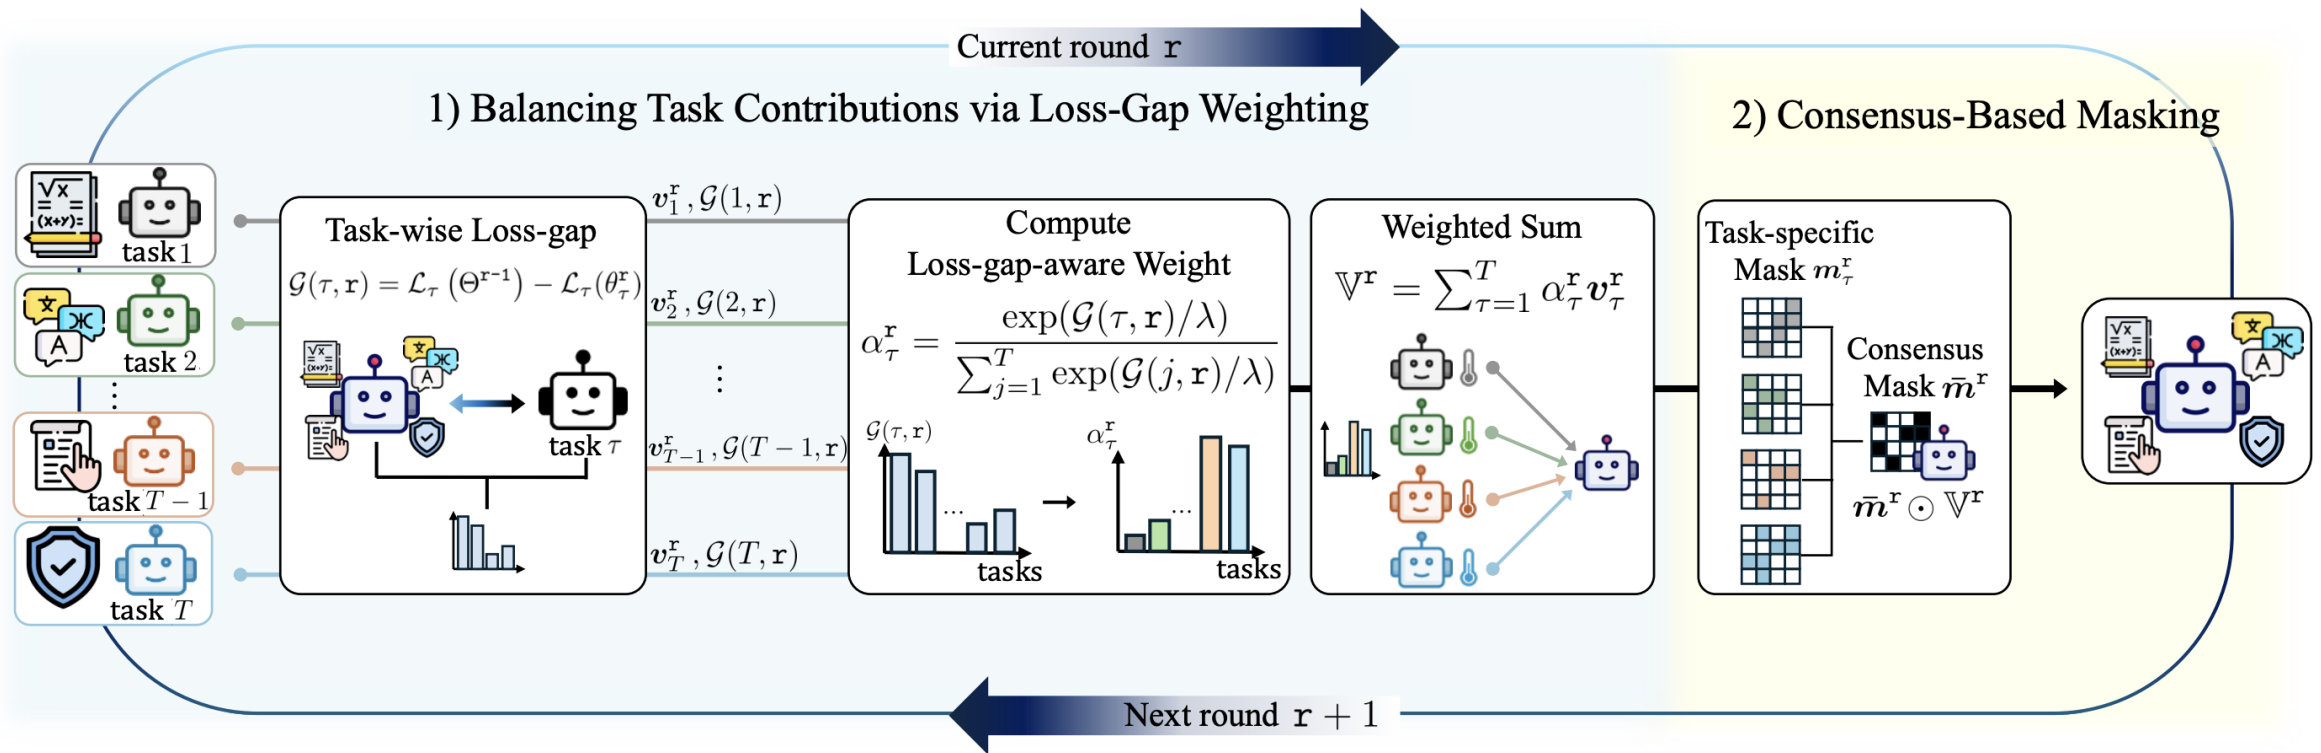 Current round r
1) Balancing Task Contributions via Loss-Gap Weighting
2) Consensus-Based Masking
√x
(x+y)=
task 1
文
Ж
A
task 2
⋮
task T − 1
task T
Task-wise Loss-gap
𝒢(τ, r) = ℒ_τ (Θ^{r−1}) − ℒ_τ(θ_τ^r)
√x
(x+y)=
文
Ж
A
task τ
v_1^r, 𝒢(1, r)
v_2^r, 𝒢(2, r)
⋮
v_{T−1}^r, 𝒢(T − 1, r)
v_T^r, 𝒢(T, r)
Compute
Loss-gap-aware Weight
α_τ^r = exp(𝒢(τ, r)/λ) / ∑_{j=1}^T exp(𝒢(j, r)/λ)
𝒢(τ, r)
...
tasks
α_τ^r
...
tasks
Weighted Sum
𝕍^r = ∑_{τ=1}^T α_τ^r v_τ^r
Task-specific
Mask m_τ^r
Consensus
Mask m̄^r
m̄^r ⊙ 𝕍^r
√x
(x+y)=
文
Ж
A
Next round r + 1